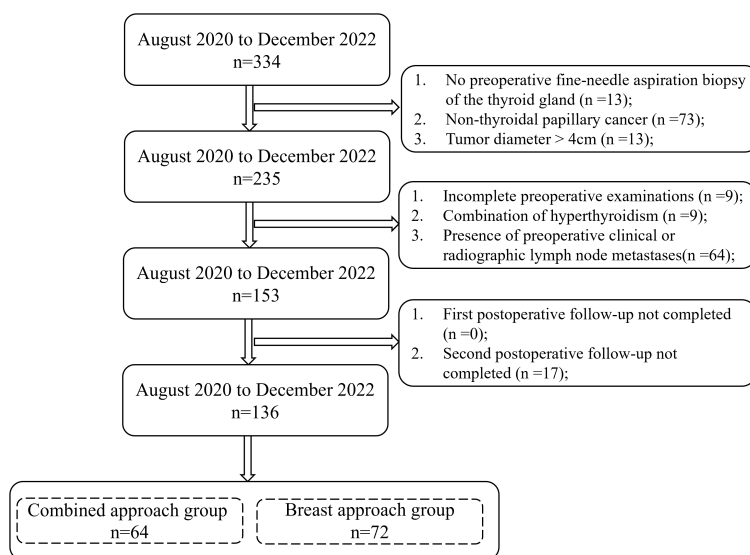 August 2020 to December 2022
n=334
1. No preoperative fine-needle aspiration biopsy
of the thyroid gland (n =13);
2. Non-thyroidal papillary cancer (n =73);
3. Tumor diameter > 4cm (n =13);
August 2020 to December 2022
n=235
1. Incomplete preoperative examinations (n =9);
2. Combination of hyperthyroidism (n =9);
3. Presence of preoperative clinical or
radiographic lymph node metastases(n =64);
August 2020 to December 2022
n=153
1. First postoperative follow-up not completed
(n =0);
2. Second postoperative follow-up not
completed (n =17);
August 2020 to December 2022
n=136
Combined approach group
n=64
Breast approach group
n=72